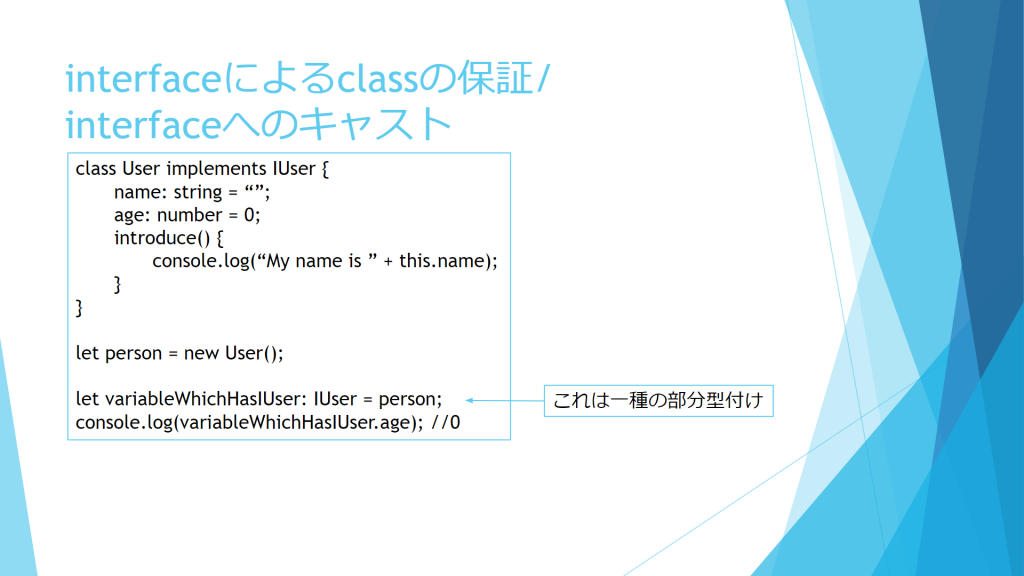 interfaceによるclassの保証/
interfaceへのキャスト
class User implements IUser {
name: string = “”;
age: number = 0;
introduce() {
console.log(“My name is ” + this.name);
}
}
let person = new User();
let variableWhichHasIUser: IUser = person;
これは一種の部分型付け
console.log(variableWhichHasIUser.age); //0